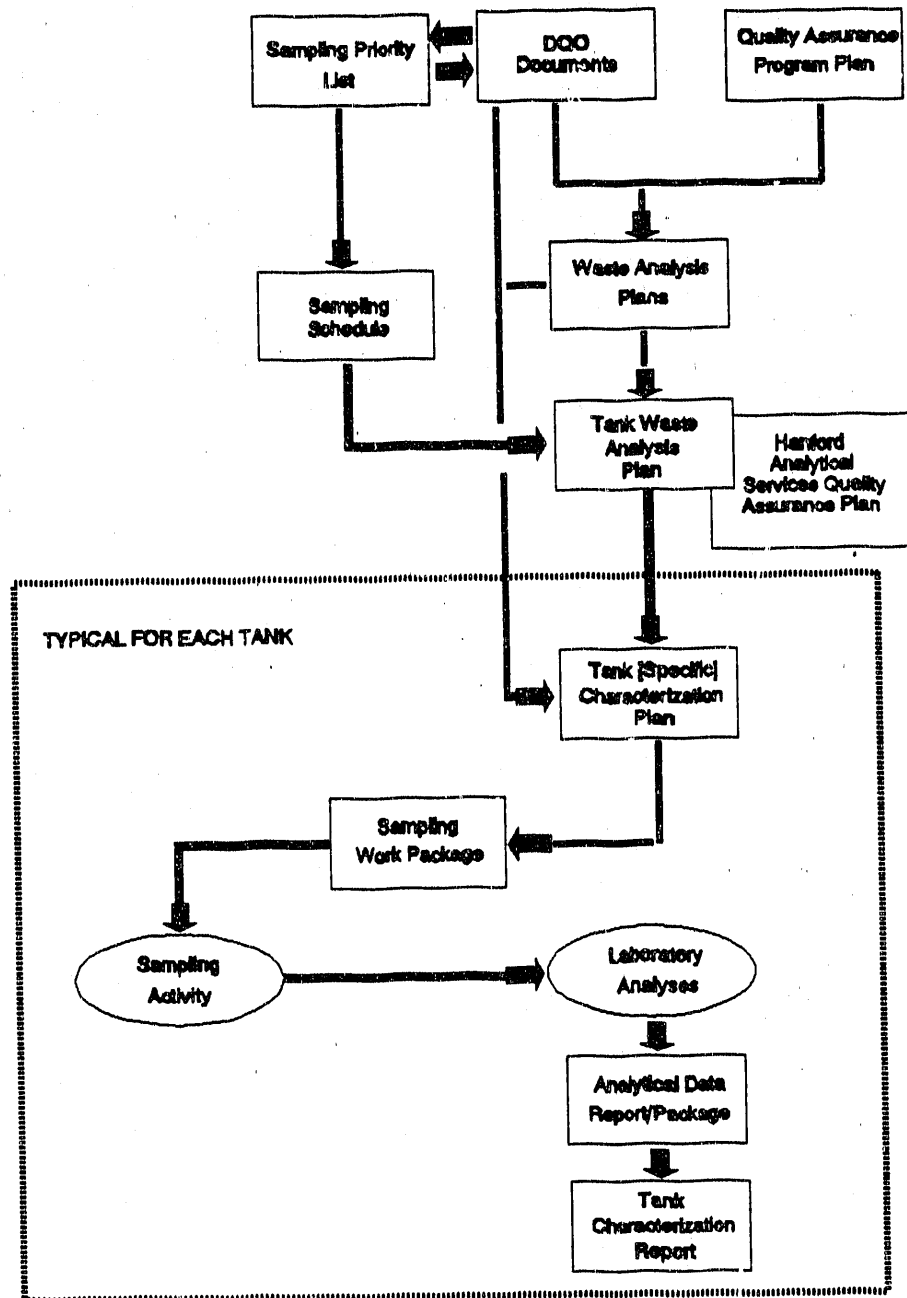 Sampling Priority
List
DQO
Documents
Quality Assurance
Program Plan
Waste Analysis
Plans
Sampling
Schedule
Tank Waste
Analysis
Plan
Hanford
Analytical
Services Quality
Assurance Plan
TYPICAL FOR EACH TANK
Tank [Specific]
Characterization
Plan
Sampling
Work Package
Sampling
Activity
Laboratory
Analyses
Analytical Data
Report/Package
Tank
Characterization
Report